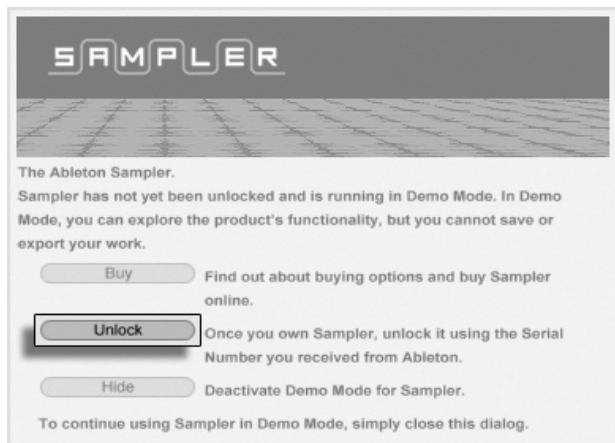 SAMPLER
The Ableton Sampler.
Sampler has not yet been unlocked and is running in Demo Mode. In Demo
Mode, you can explore the product's functionality, but you cannot save or
export your work.
Buy
Find out about buying options and buy Sampler
online.
Unlock
Once you own Sampler, unlock it using the Serial
Number you received from Ableton.
Hide
Deactivate Demo Mode for Sampler.
To continue using Sampler in Demo Mode, simply close this dialog.